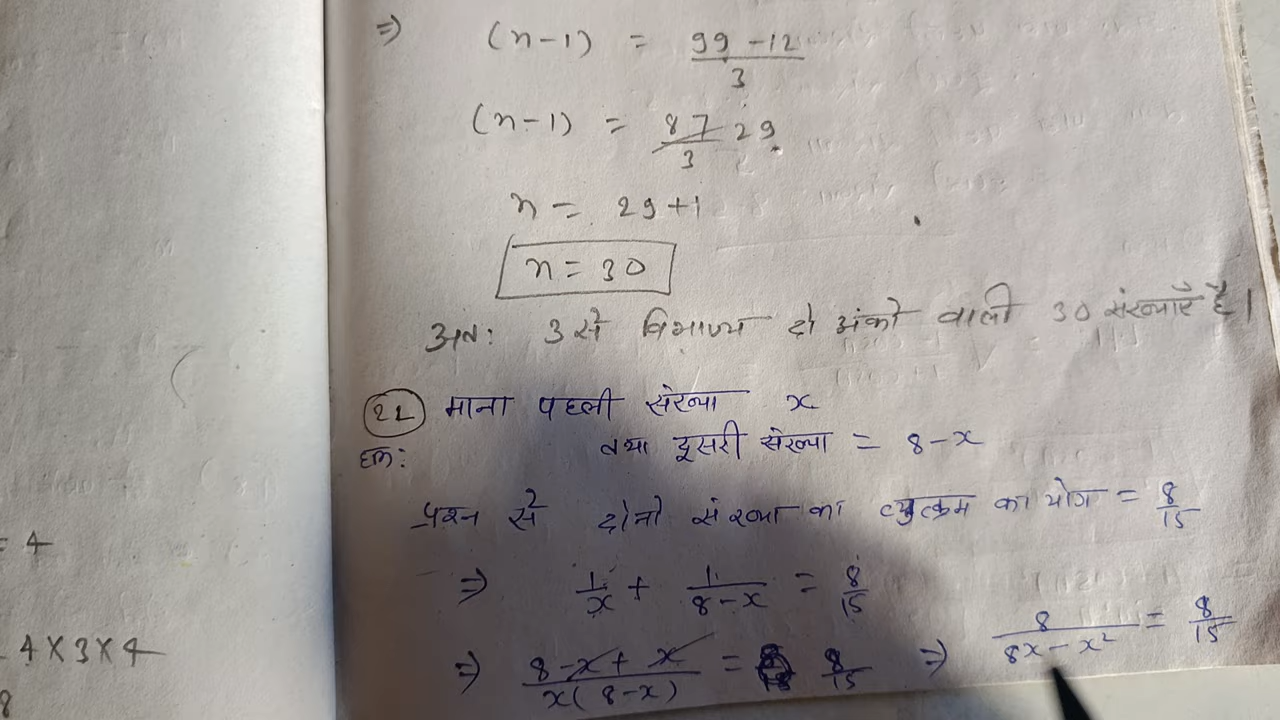 ⇒ (n-1) = 99-12/3
(n-1) = 87/3 29
n = 29+1
n = 30
अतः 3 से विभाज्य दो अंको वाली 30 संख्याएँ है।
21 माना पहली संख्या x
हलः तथा दूसरी संख्या = 8-x
प्रश्न से दोनो संख्या का व्युत्क्रम का योग = 8/15
⇒ 1/x + 1/8-x = 8/15
⇒ 8-x+x/x(8-x) = 8/15 ⇒ 8/8x-x² = 8/15
= 4
4×3×4
8